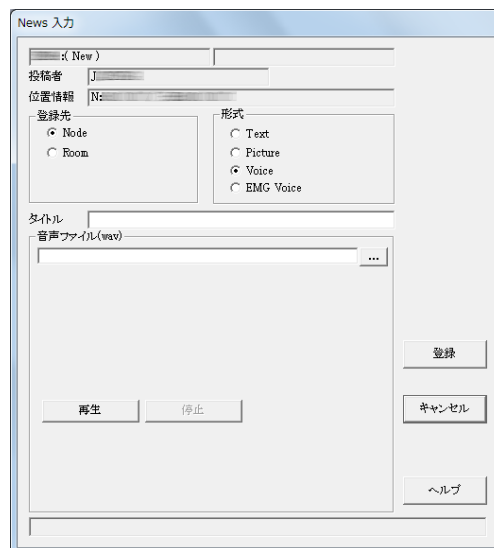 News 入力
:( New )
投稿者 J
位置情報 N:
登録先
Node
Room
形式
Text
Picture
Voice
EMG Voice
タイトル
音声ファイル(wav)
...
登録
再生
停止
キャンセル
ヘルプ